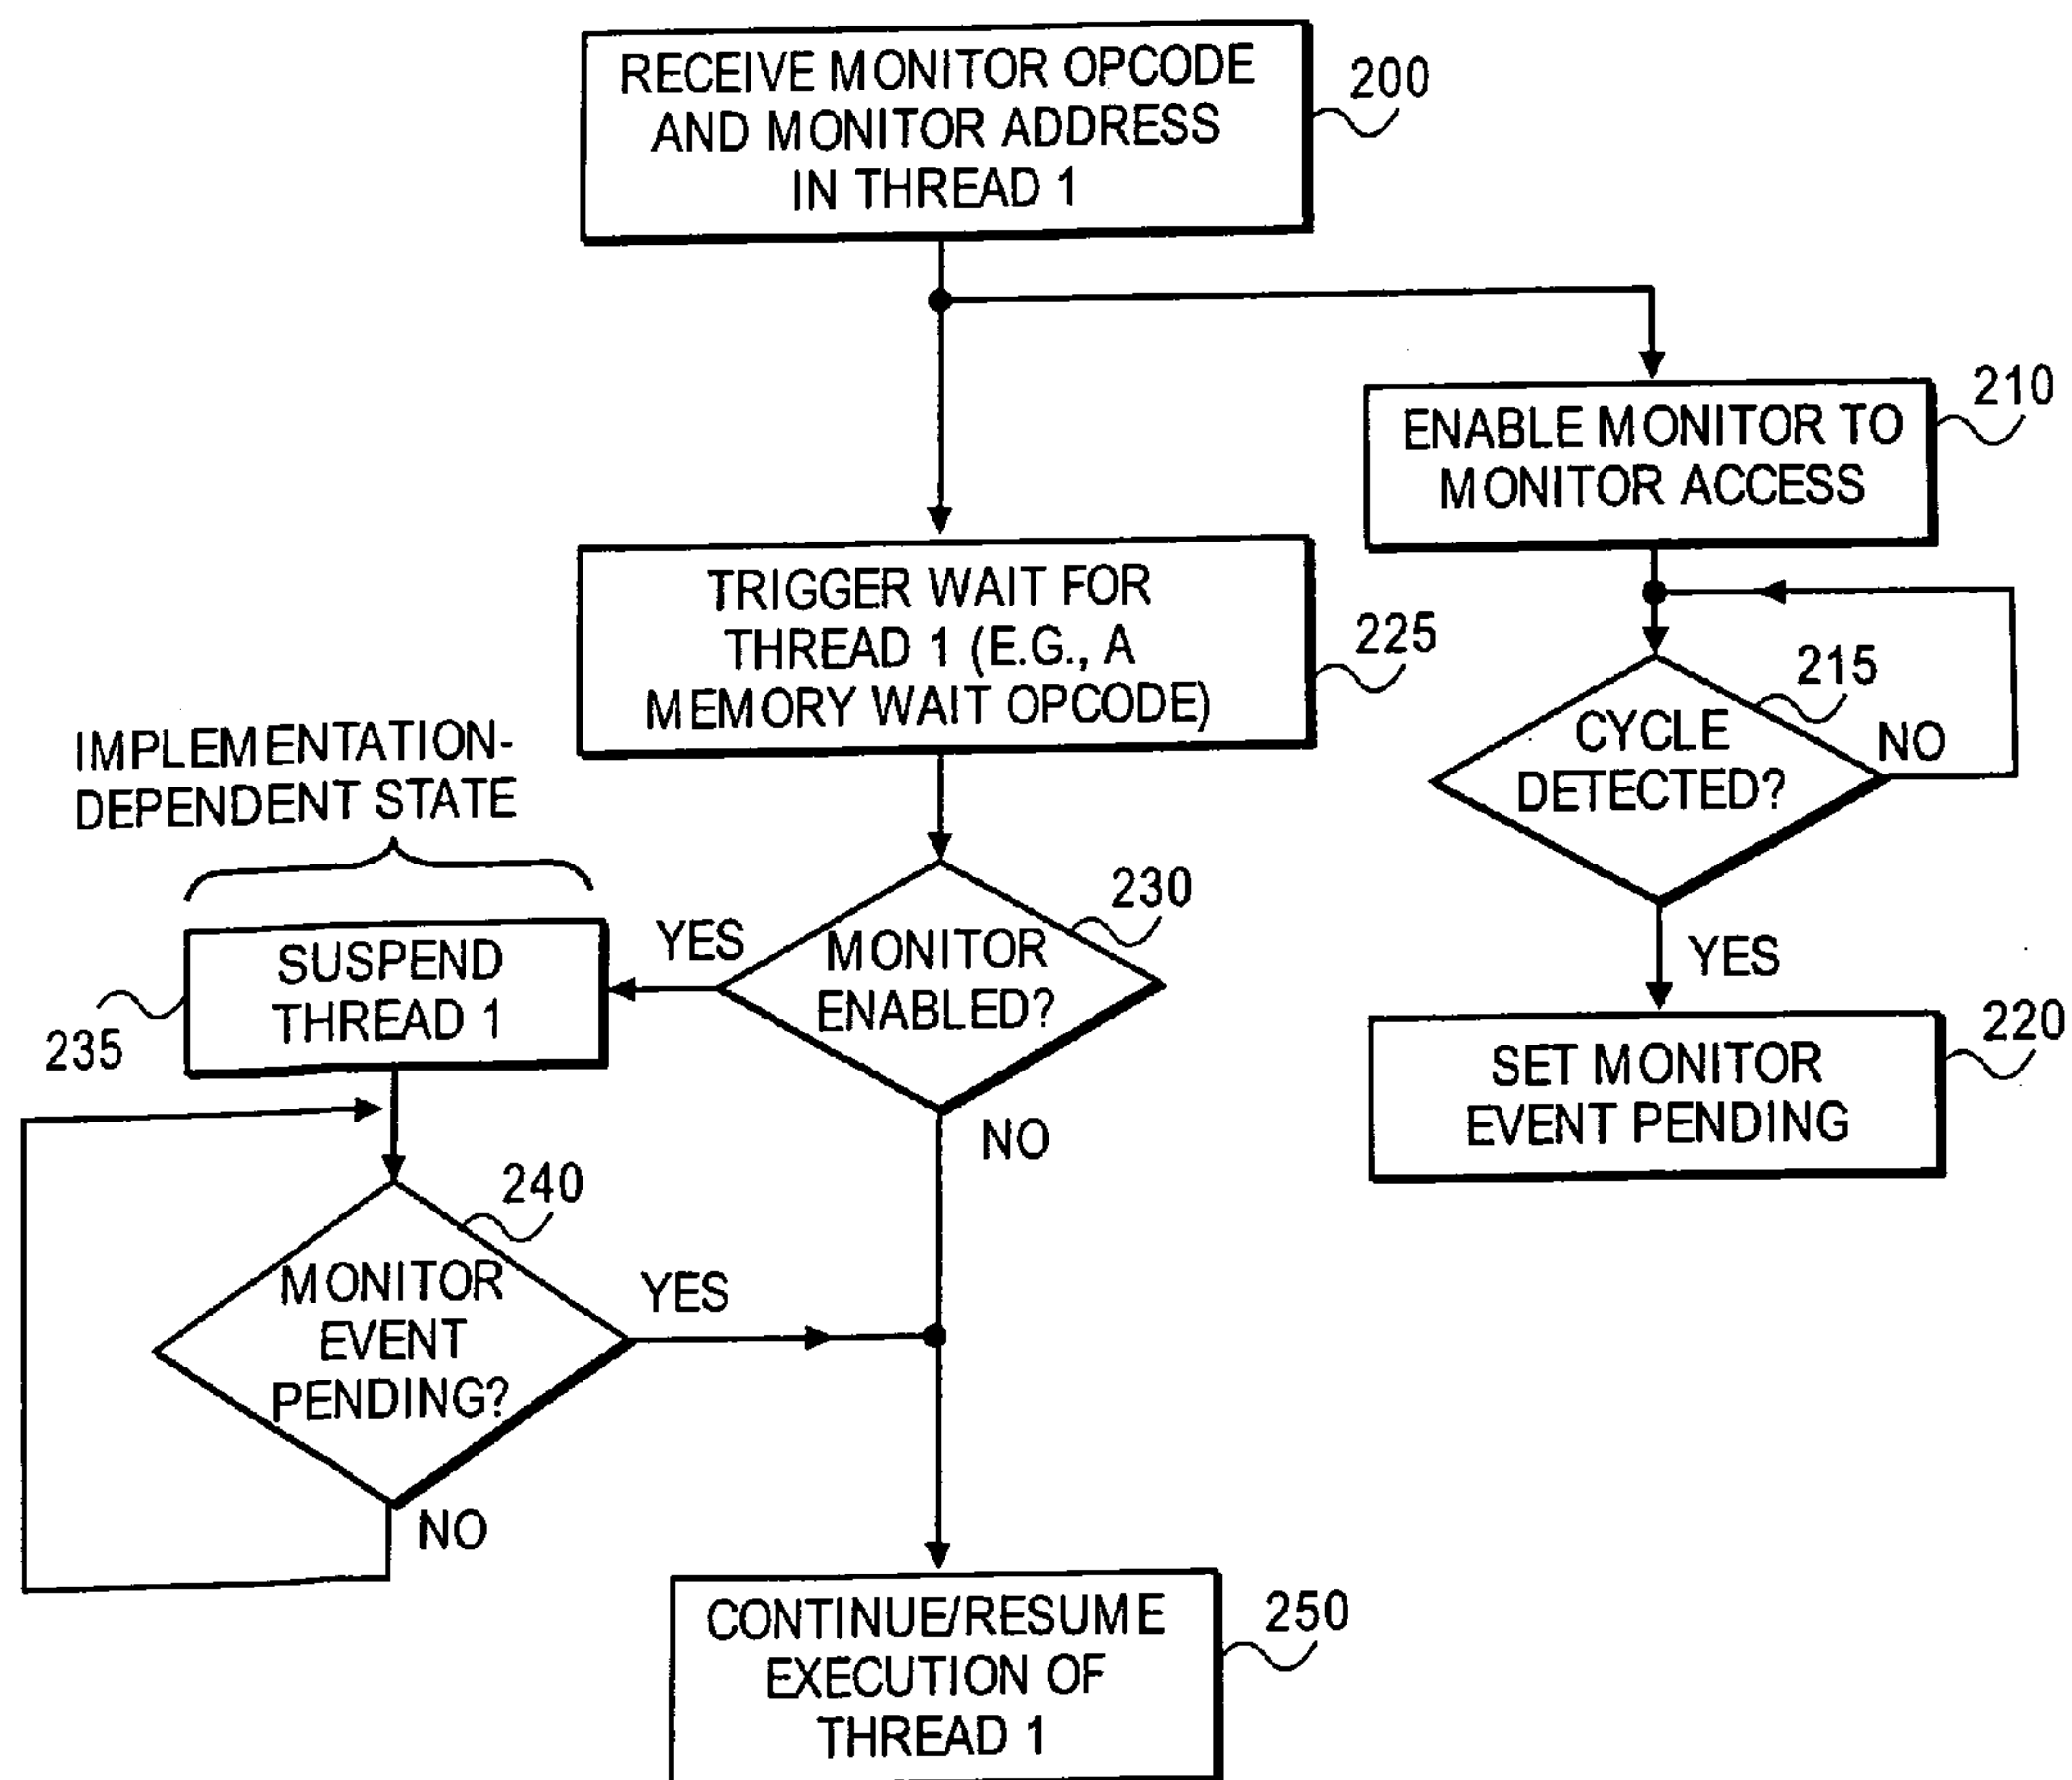 RECEIVE MONITOR OPCODE
AND MONITOR ADDRESS
IN THREAD 1
200
ENABLE MONITOR TO
MONITOR ACCESS
210
TRIGGER WAIT FOR
THREAD 1 (E.G., A
MEMORY WAIT OPCODE)
225
CYCLE
DETECTED?
215
NO
YES
IMPLEMENTATION-
DEPENDENT STATE
SUSPEND
THREAD 1
235
YES
MONITOR
ENABLED?
230
NO
SET MONITOR
EVENT PENDING
220
MONITOR
EVENT
PENDING?
240
YES
NO
CONTINUE/RESUME
EXECUTION OF
THREAD 1
250